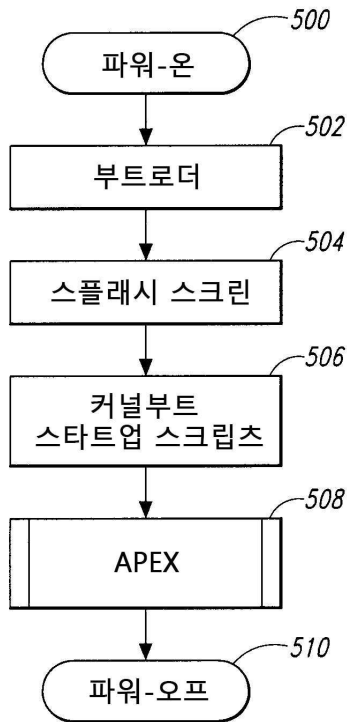 500
파워-온
502
부트로더
504
스플래시 스크린
506
커널부트
스타트업 스크립츠
508
APEX
510
파워-오프